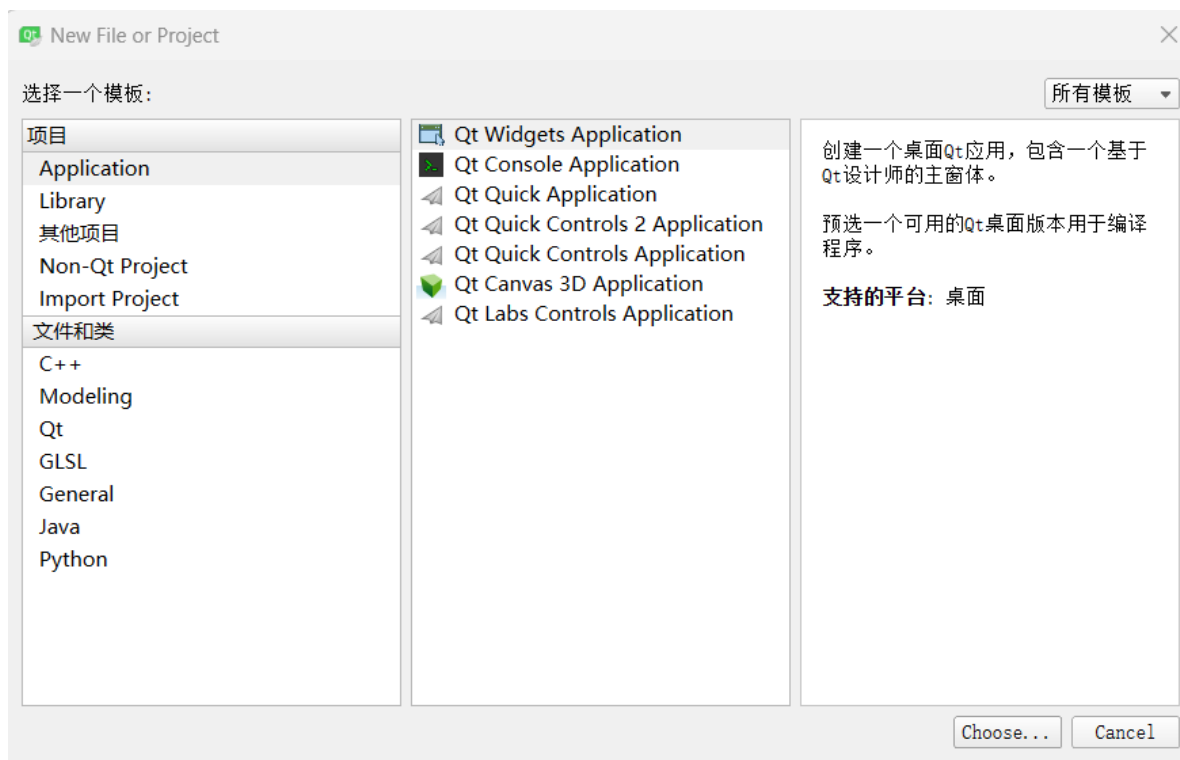 New File or Project
选择一个模板:
所有模板
项目
Application
Library
其他项目
Non-Qt Project
Import Project
文件和类
C++
Modeling
Qt
GLSL
General
Java
Python
Qt Widgets Application
Qt Console Application
Qt Quick Application
Qt Quick Controls 2 Application
Qt Quick Controls Application
Qt Canvas 3D Application
Qt Labs Controls Application
创建一个桌面Qt应用，包含一个基于
Qt设计师的主窗体。
预选一个可用的Qt桌面版本用于编译
程序。
支持的平台: 桌面
Choose...
Cancel